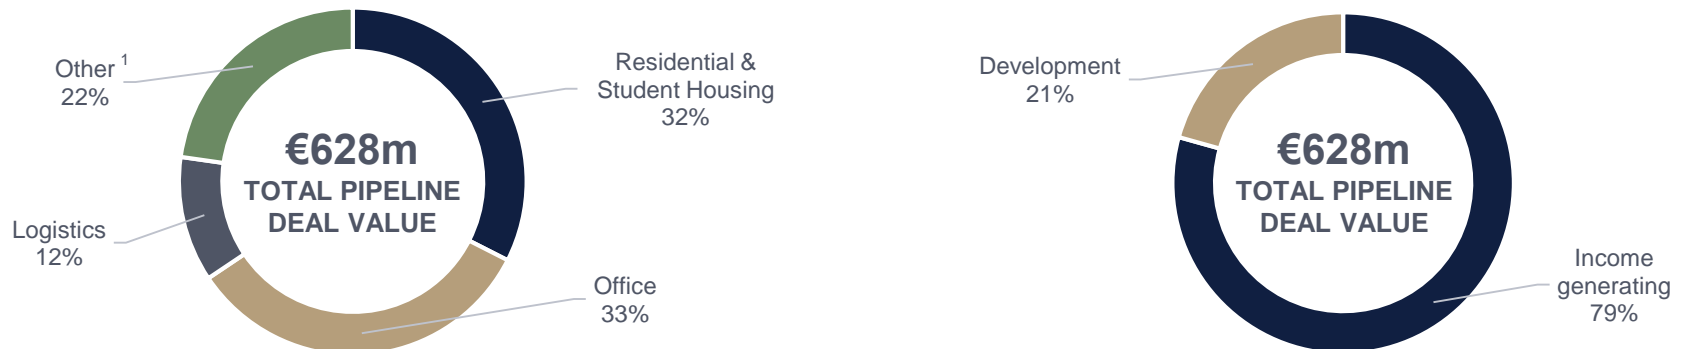 Other 1
22%
Residential &
Student Housing
32%
€628m
TOTAL PIPELINE
DEAL VALUE
Logistics
12%
Office
33%
Development
21%
€628m
TOTAL PIPELINE
DEAL VALUE
Income
generating
79%